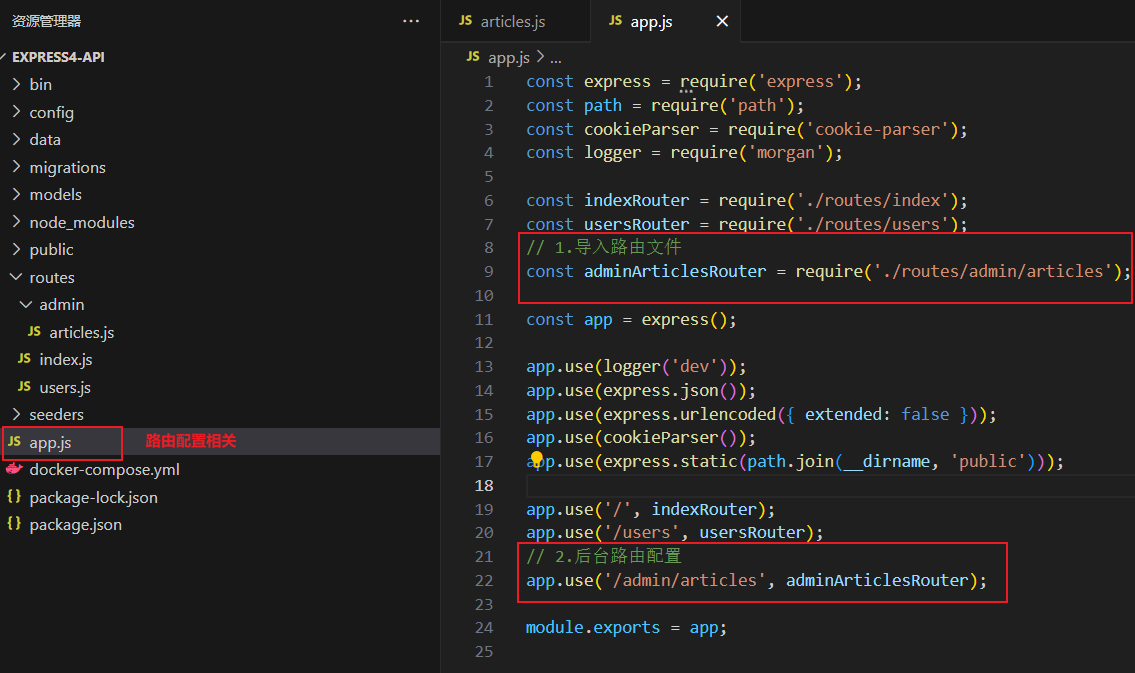 资源管理器
...
EXPRESS4-API
bin
config
data
migrations
models
node_modules
public
routes
admin
JS articles.js
JS index.js
JS users.js
seeders
JS app.js 路由配置相关
docker-compose.yml
{} package-lock.json
{} package.json
JS articles.js JS app.js
JS app.js > ...
1 const express = require('express');
2 const path = require('path');
3 const cookieParser = require('cookie-parser');
4 const logger = require('morgan');
5
6 const indexRouter = require('./routes/index');
7 const usersRouter = require('./routes/users');
8 // 1.导入路由文件
9 const adminArticlesRouter = require('./routes/admin/articles');
10
11 const app = express();
12
13 app.use(logger('dev'));
14 app.use(express.json());
15 app.use(express.urlencoded({ extended: false }));
16 app.use(cookieParser());
17 app.use(express.static(path.join(__dirname, 'public')));
18
19 app.use('/', indexRouter);
20 app.use('/users', usersRouter);
21 // 2.后台路由配置
22 app.use('/admin/articles', adminArticlesRouter);
23
24 module.exports = app;
25